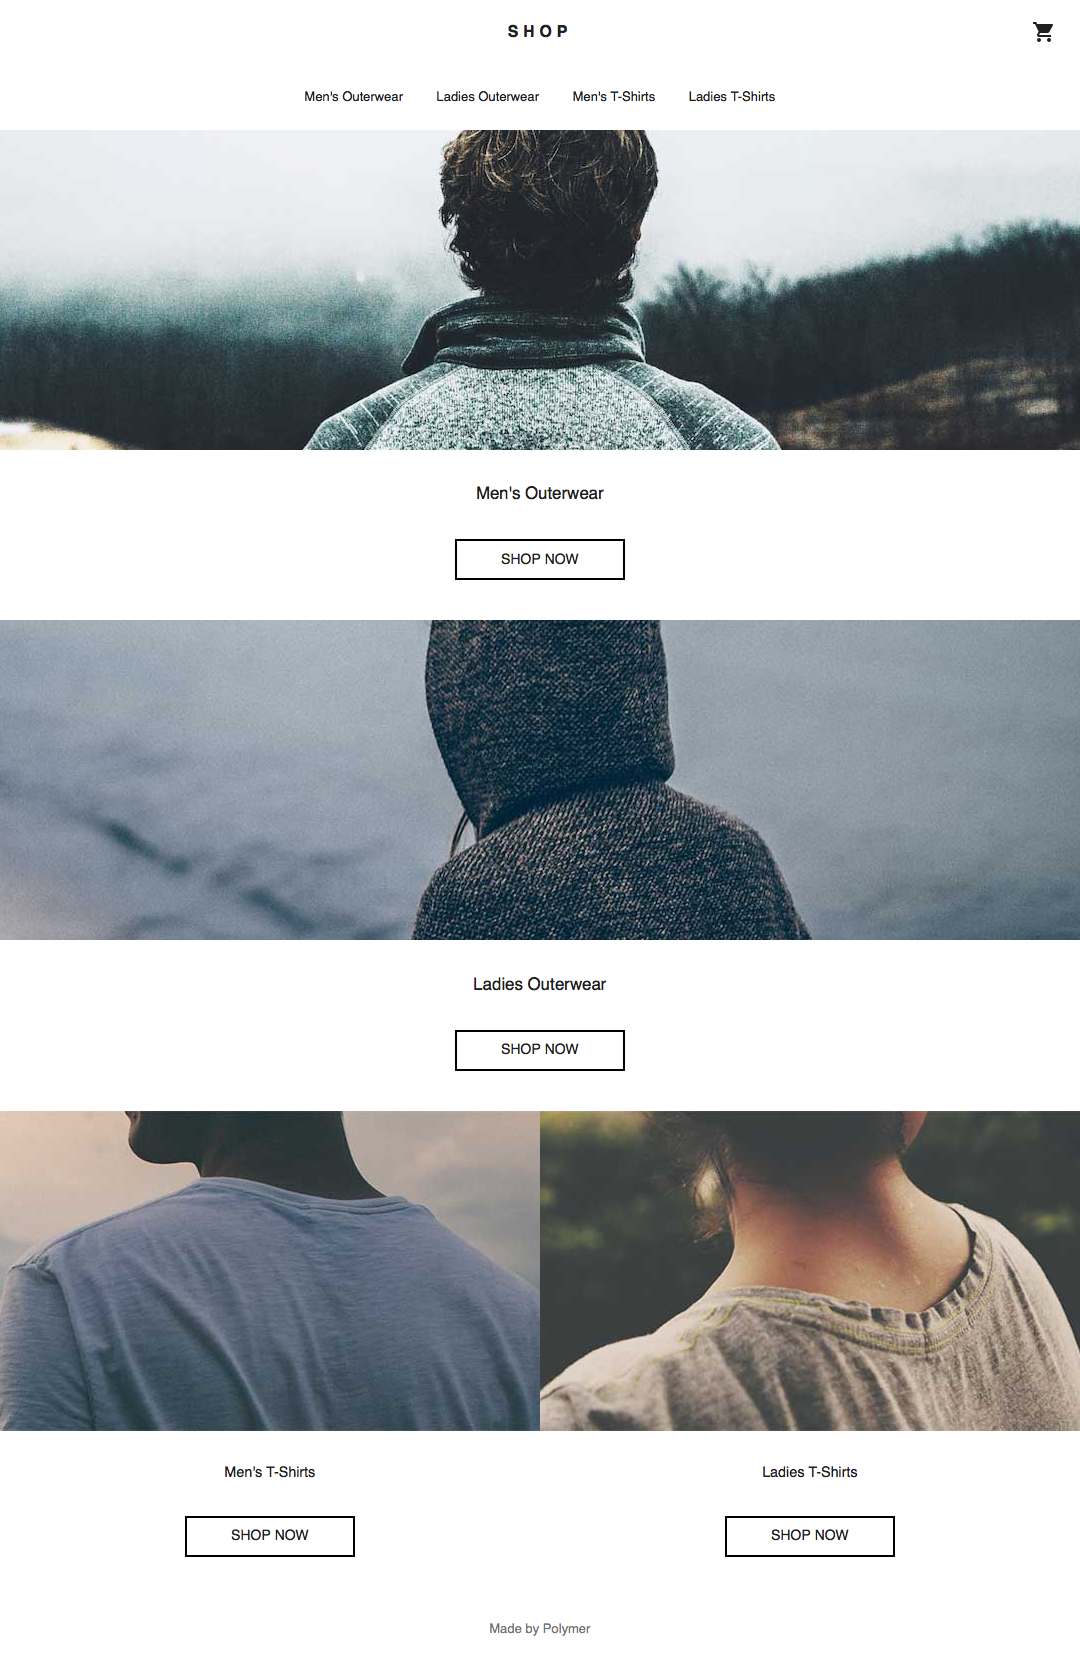 SHOP
Men's Outerwear Ladies Outerwear Men's T-Shirts Ladies T-Shirts
Men's Outerwear
SHOP NOW
Ladies Outerwear
SHOP NOW
Men's T-Shirts
SHOP NOW
Ladies T-Shirts
SHOP NOW
Made by Polymer